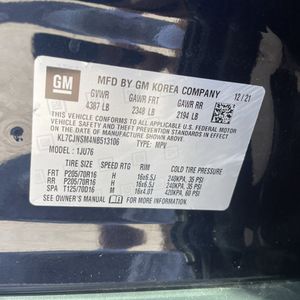 GM
MFD BY GM KOREA COMPANY
GVWR GAWR FRT GAWR RR 12/21
4387 LB 2348 LB 2194 LB
THIS VEHICLE CONFORMS TO ALL APPLICABLE U.S. FEDERAL
MOTOR VEHICLE SAFETY, BUMPER, AND THEFT PREVENTION
STANDARDS IN EFFECT ON THE DATE OF MANUFACTURE SHOWN ABOVE.
KL7CJNSM4NB513106 TYPE: MPV
MODEL: 1JU76
TIRE SIZE SPEED RTG RIM COLD TIRE PRESSURE
FRT P205/70R16 H 16x6.5J 240KPA, 35 PSI
RR P205/70R16 H 16x6.5J 240KPA, 35 PSI
SPA T125/70D16 M 16x4.0T 420KPA, 60 PSI
SEE OWNER'S MANUAL FOR ADDITIONAL INFORMATION.